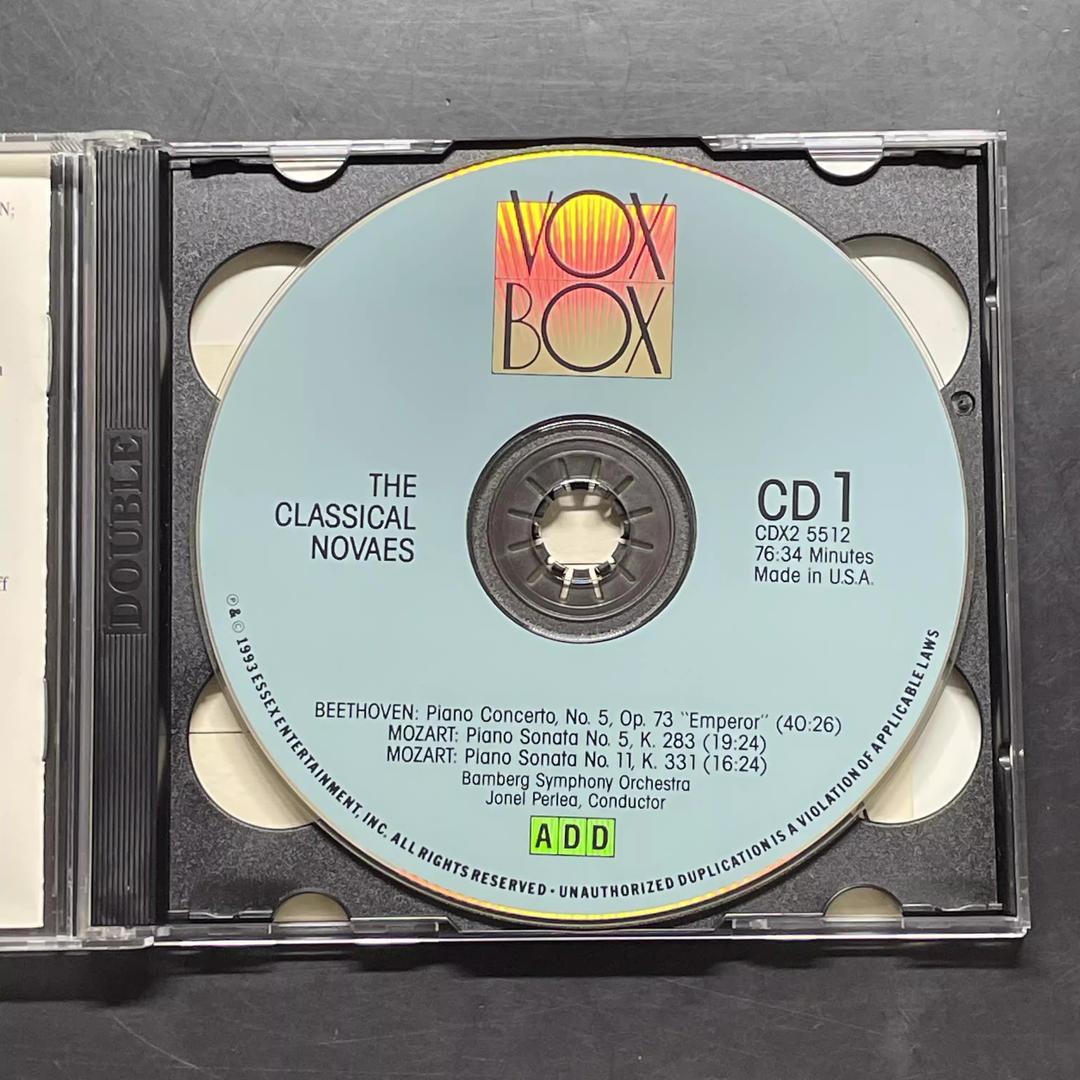 N;
ff
DOUBLE
VOX
BOX
THE
CLASSICAL
NOVAES
CD 1
CDX2 5512
76:34 Minutes
Made in U.S.A.
BEETHOVEN: Piano Concerto, No. 5, Op. 73 "Emperor" (40:26)
MOZART: Piano Sonata No. 5, K. 283 (19:24)
MOZART: Piano Sonata No. 11, K. 331 (16:24)
Bamberg Symphony Orchestra
Jonel Perlea, Conductor
ADD
℗ & © 1993 ESSEX ENTERTAINMENT, INC. ALL RIGHTS RESERVED • UNAUTHORIZED DUPLICATION IS A VIOLATION OF APPLICABLE LAWS